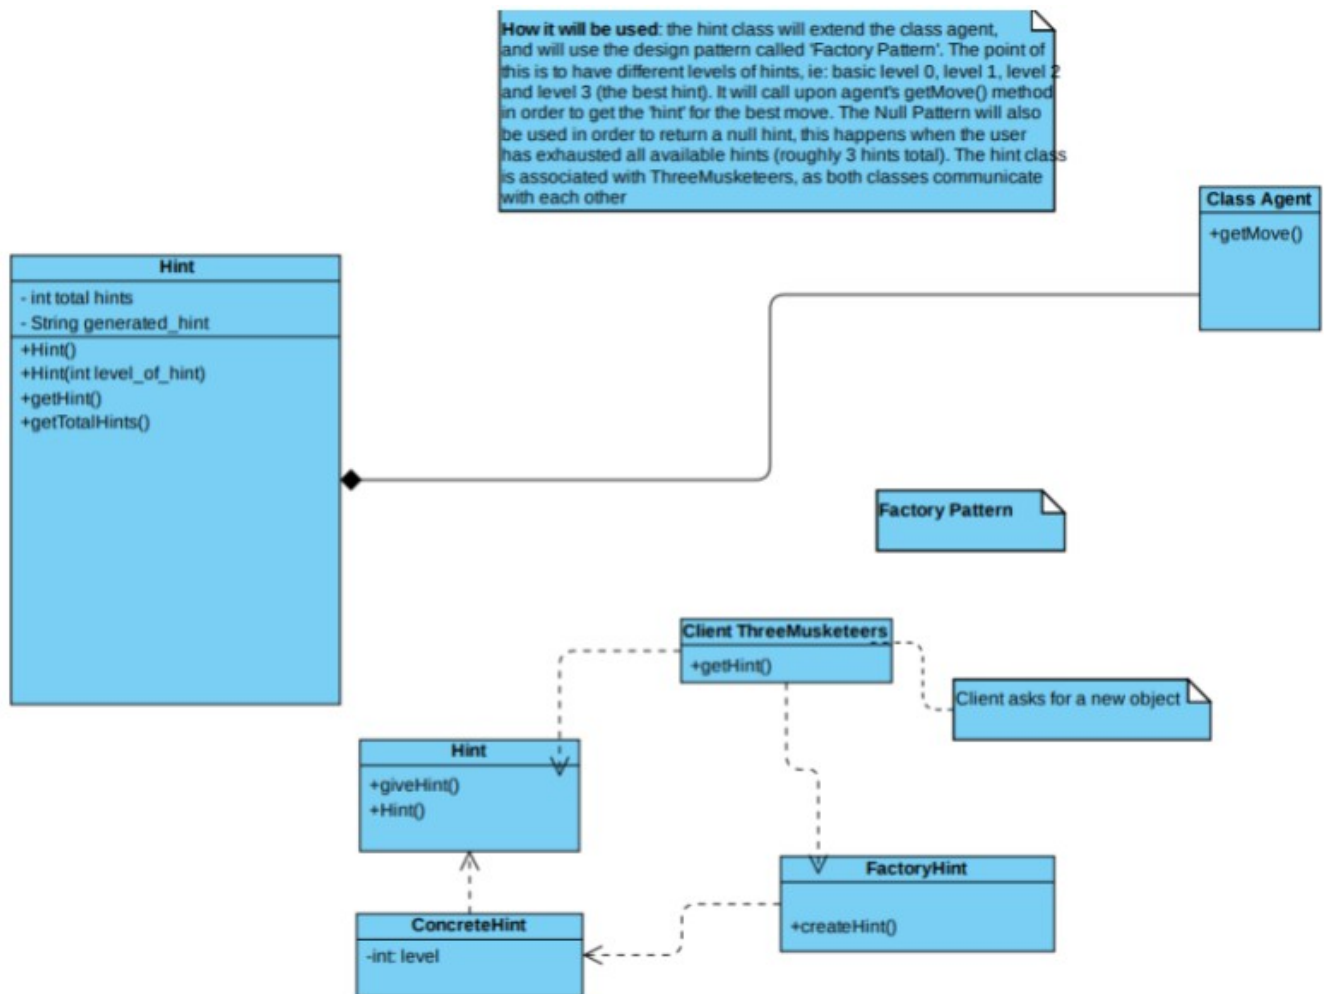 How it will be used: the hint class will extend the class agent,
and will use the design pattern called 'Factory Pattern'. The point of
this is to have different levels of hints, ie: basic level 0, level 1, level 2
and level 3 (the best hint). It will call upon agent's getMove() method
in order to get the 'hint' for the best move. The Null Pattern will also
be used in order to return a null hint, this happens when the user
has exhausted all available hints (roughly 3 hints total). The hint class
is associated with ThreeMusketeers, as both classes communicate
with each other
Class Agent
+getMove()
Hint
- int total hints
- String generated_hint
+Hint()
+Hint(int level_of_hint)
+getHint()
+getTotalHints()
Factory Pattern
Client ThreeMusketeers
+getHint()
Client asks for a new object
Hint
+giveHint()
+Hint()
FactoryHint
+createHint()
ConcreteHint
-int: level